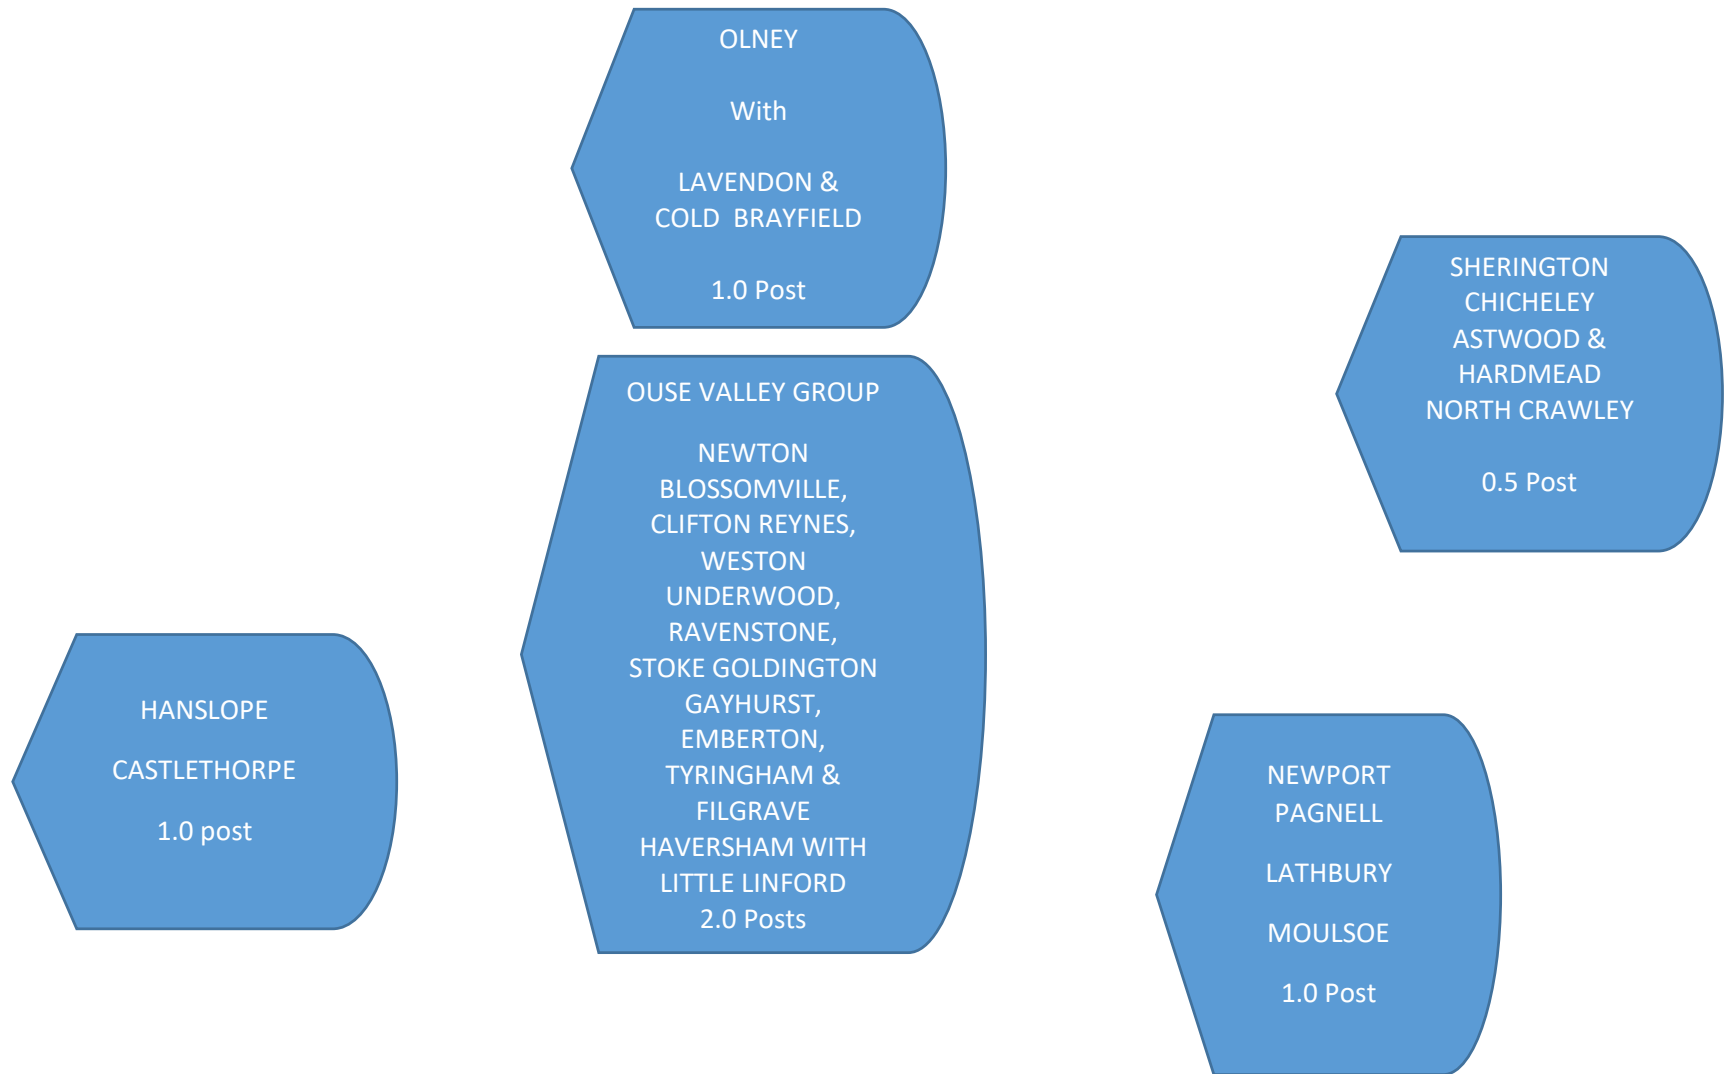 OLNEY
With
LAVENDON &
COLD  BRAYFIELD
1.0 Post
OUSE VALLEY GROUP
NEWTON
BLOSSOMVILLE,
CLIFTON REYNES,
WESTON
UNDERWOOD,
RAVENSTONE,
STOKE GOLDINGTON
GAYHURST,
EMBERTON,
TYRINGHAM &
FILGRAVE
HAVERSHAM WITH
LITTLE LINFORD
2.0 Posts
SHERINGTON
CHICHELEY
ASTWOOD &
HARDMEAD
NORTH CRAWLEY
0.5 Post
HANSLOPE
CASTLETHORPE
1.0 post
NEWPORT
PAGNELL
LATHBURY
MOULSOE
1.0 Post